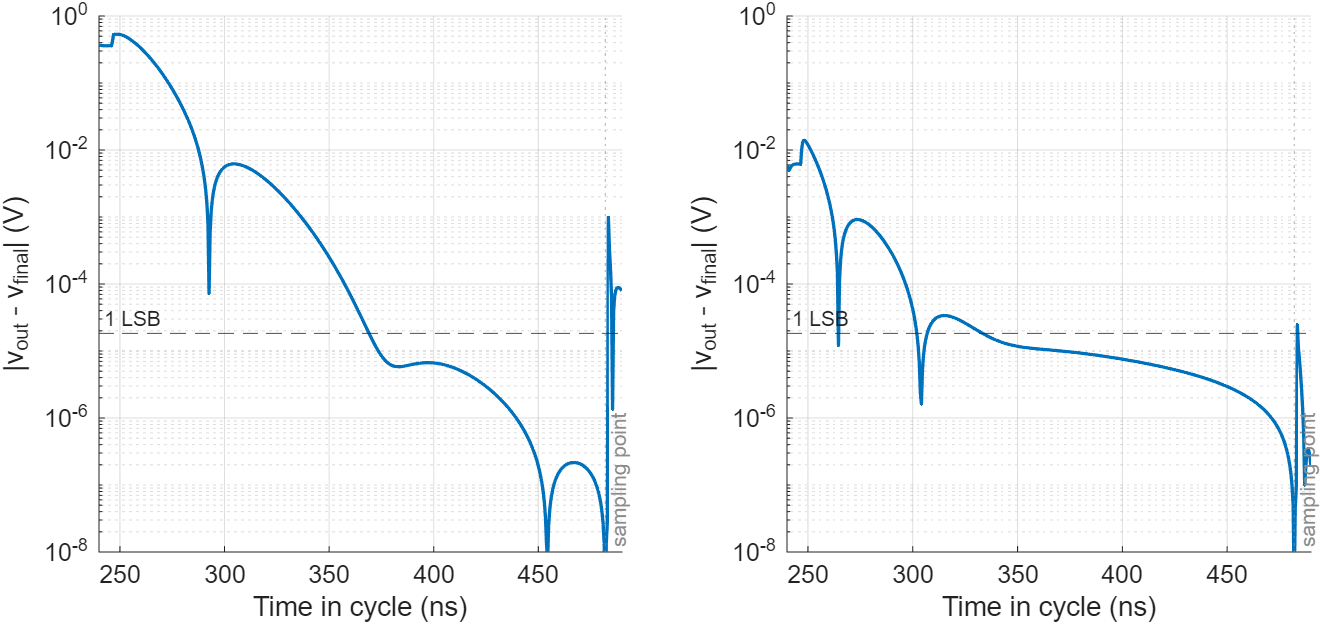 10^0
10^-2
10^-4
10^-6
10^-8
|v_out - v_final| (V)
1 LSB
sampling point
250 300 350 400 450
Time in cycle (ns)
10^0
10^-2
10^-4
10^-6
10^-8
|v_out - v_final| (V)
1 LSB
sampling point
250 300 350 400 450
Time in cycle (ns)